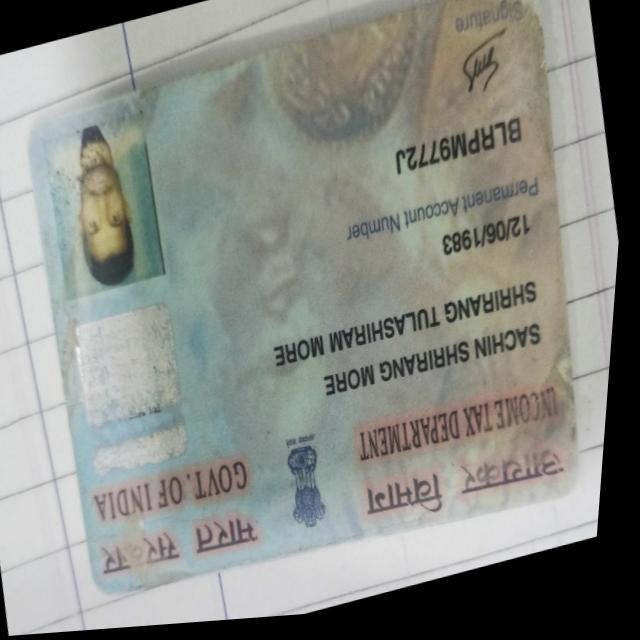 आयकर विभाग
INCOME TAX DEPARTMENT
भारत सरकार
GOVT. OF INDIA
SACHIN SHRIRANG MORE
SHRIRANG TULASHIRAM MORE
12/06/1983
Permanent Account Number
BLRPM9772J
Signature